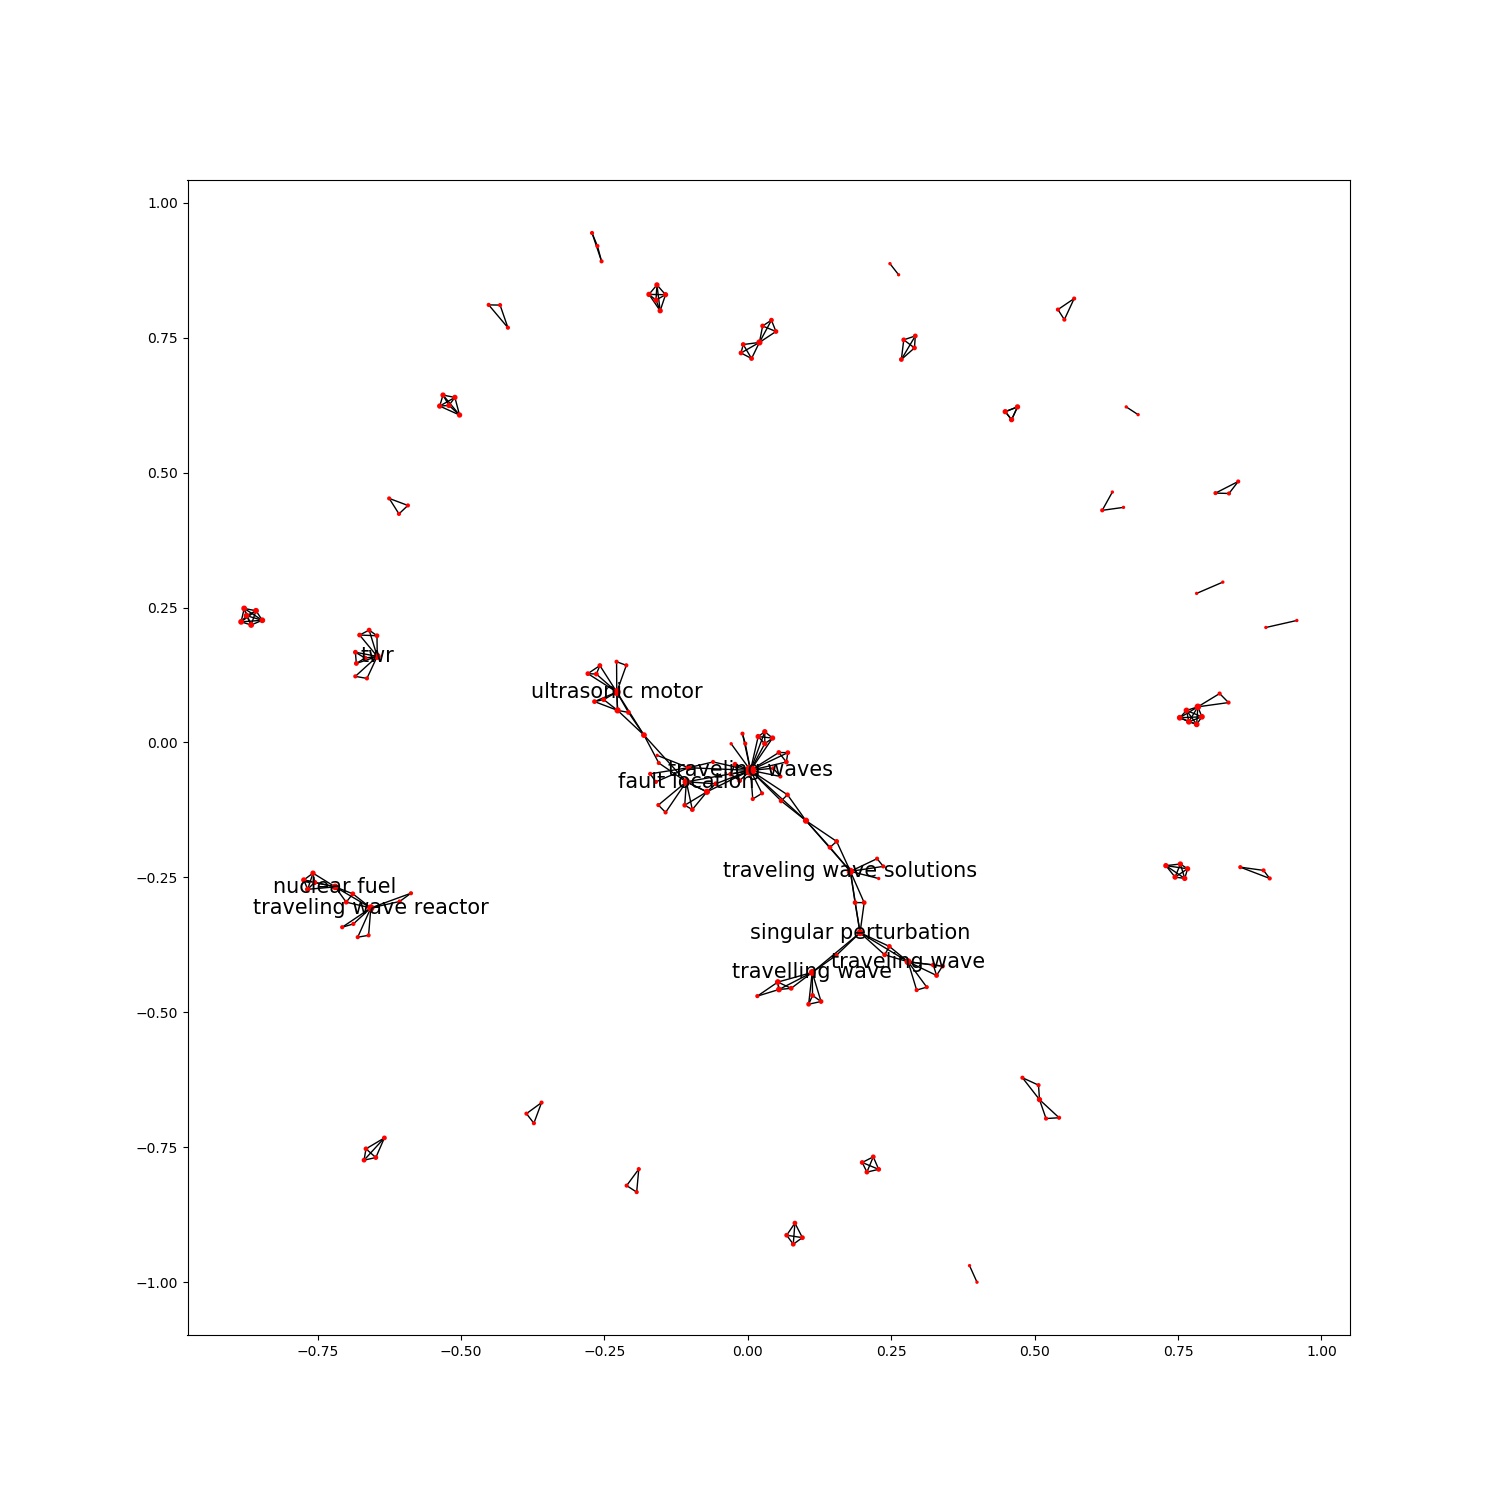 1.00
0.75
0.50
0.25
0.00
−0.25
−0.50
−0.75
−1.00
twr
ultrasonic motor
traveling waves
fault location
traveling wave solutions
nuclear fuel
traveling wave reactor
singular perturbation
traveling wave
travelling wave
−0.75
−0.50
−0.25
0.00
0.25
0.50
0.75
1.00